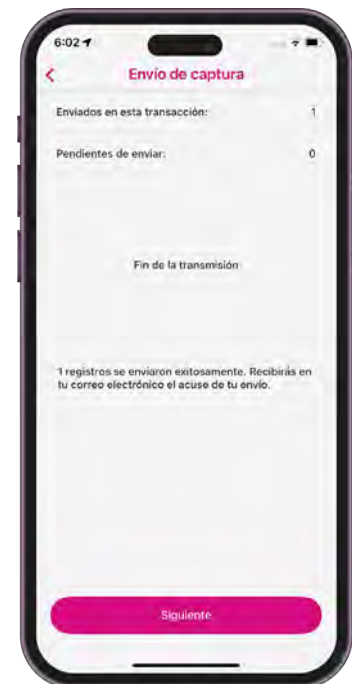 6:02
Envío de captura
Enviados en esta transacción: 1
Pendientes de enviar: 0
Fin de la transmisión
1 registros se enviaron exitosamente. Recibirás en
tu correo electrónico el acuse de tu envío.
Siguiente